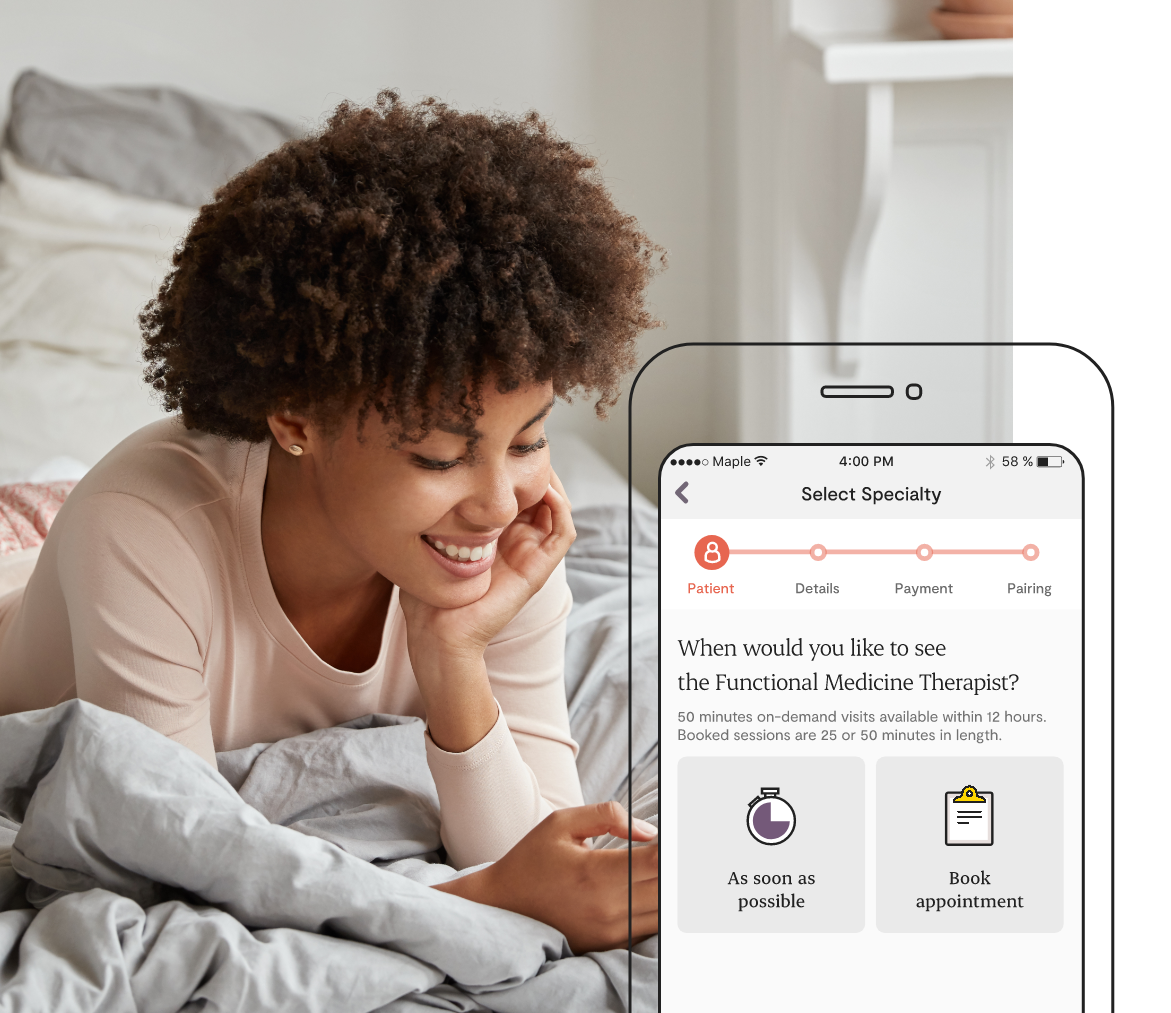 Maple 4:00 PM 58 %
Select Specialty
Patient Details Payment Pairing
When would you like to see
the Functional Medicine Therapist?
50 minutes on-demand visits available within 12 hours.
Booked sessions are 25 or 50 minutes in length.
As soon as
possible
Book
appointment